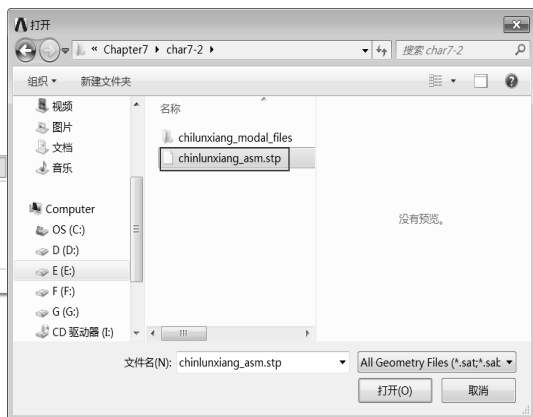 打开
« Chapter7 ▸ char7-2 ▸
搜索 char7-2
组织 ▾ 新建文件夹
视频
图片
文档
音乐
Computer
OS (C:)
D (D:)
E (E:)
F (F:)
G (G:)
CD 驱动器 (I:)
名称
chilunxiang_modal_files
chinlunxiang_asm.stp
没有预览。
文件名(N): chinlunxiang_asm.stp
All Geometry Files (*.sat;*.sab
打开(O) 取消